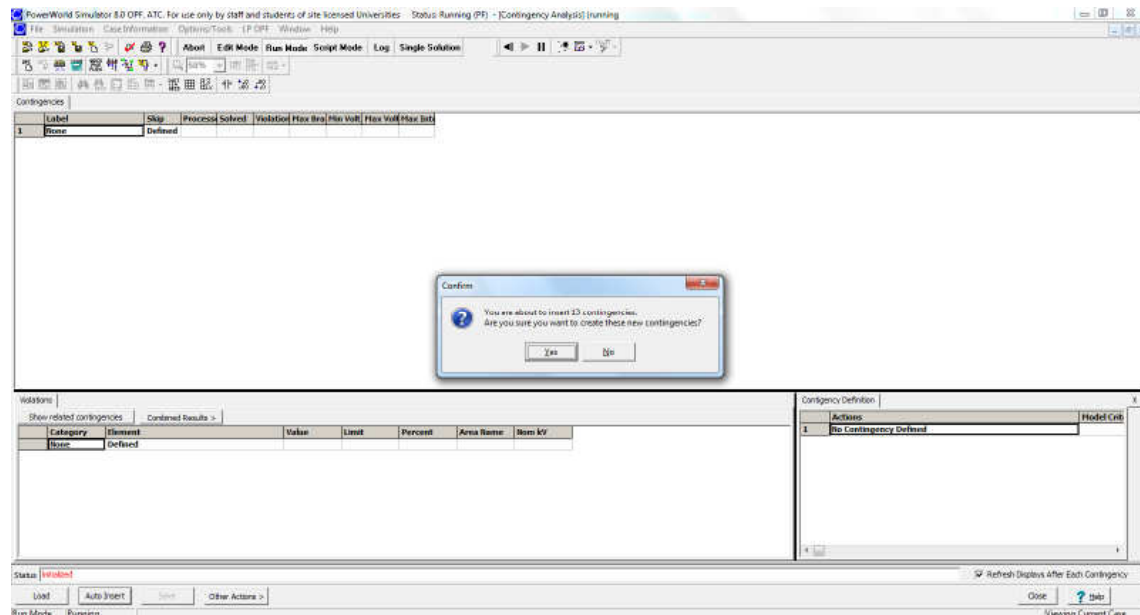 PowerWorld Simulator 8.0 OPF, ATC. For use only by staff and students of site licensed Universities Status: Running (PF) - [Contingency Analysis] [running
File Simulation Case Information Options/Tools LP OPF Window Help
Abort Edit Mode Run Mode Script Mode Log Single Solution
Contingencies
Label Skip Processe Solved Violation Max Bra Min Volt Max Volt Max Inte
1 None Defined
Confirm
You are about to insert 13 contingencies.
Are you sure you want to create these new contingencies?
Yes No
Violations
Show related contingencies Combined Results >
Category Element Value Limit Percent Area Name Nom kV
None Defined
Contingency Definition X
Actions Model Crit
1 No Contingency Defined
Status Initialized
Refresh Displays After Each Contingency
Load Auto Insert Save Other Actions > Close ? Help
Run Mode Running Viewing Current Case